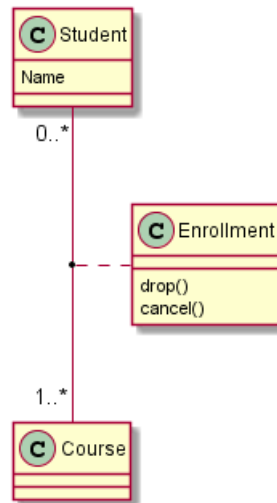 C Student
Name
0..*
C Enrollment
drop()
cancel()
1..*
C Course